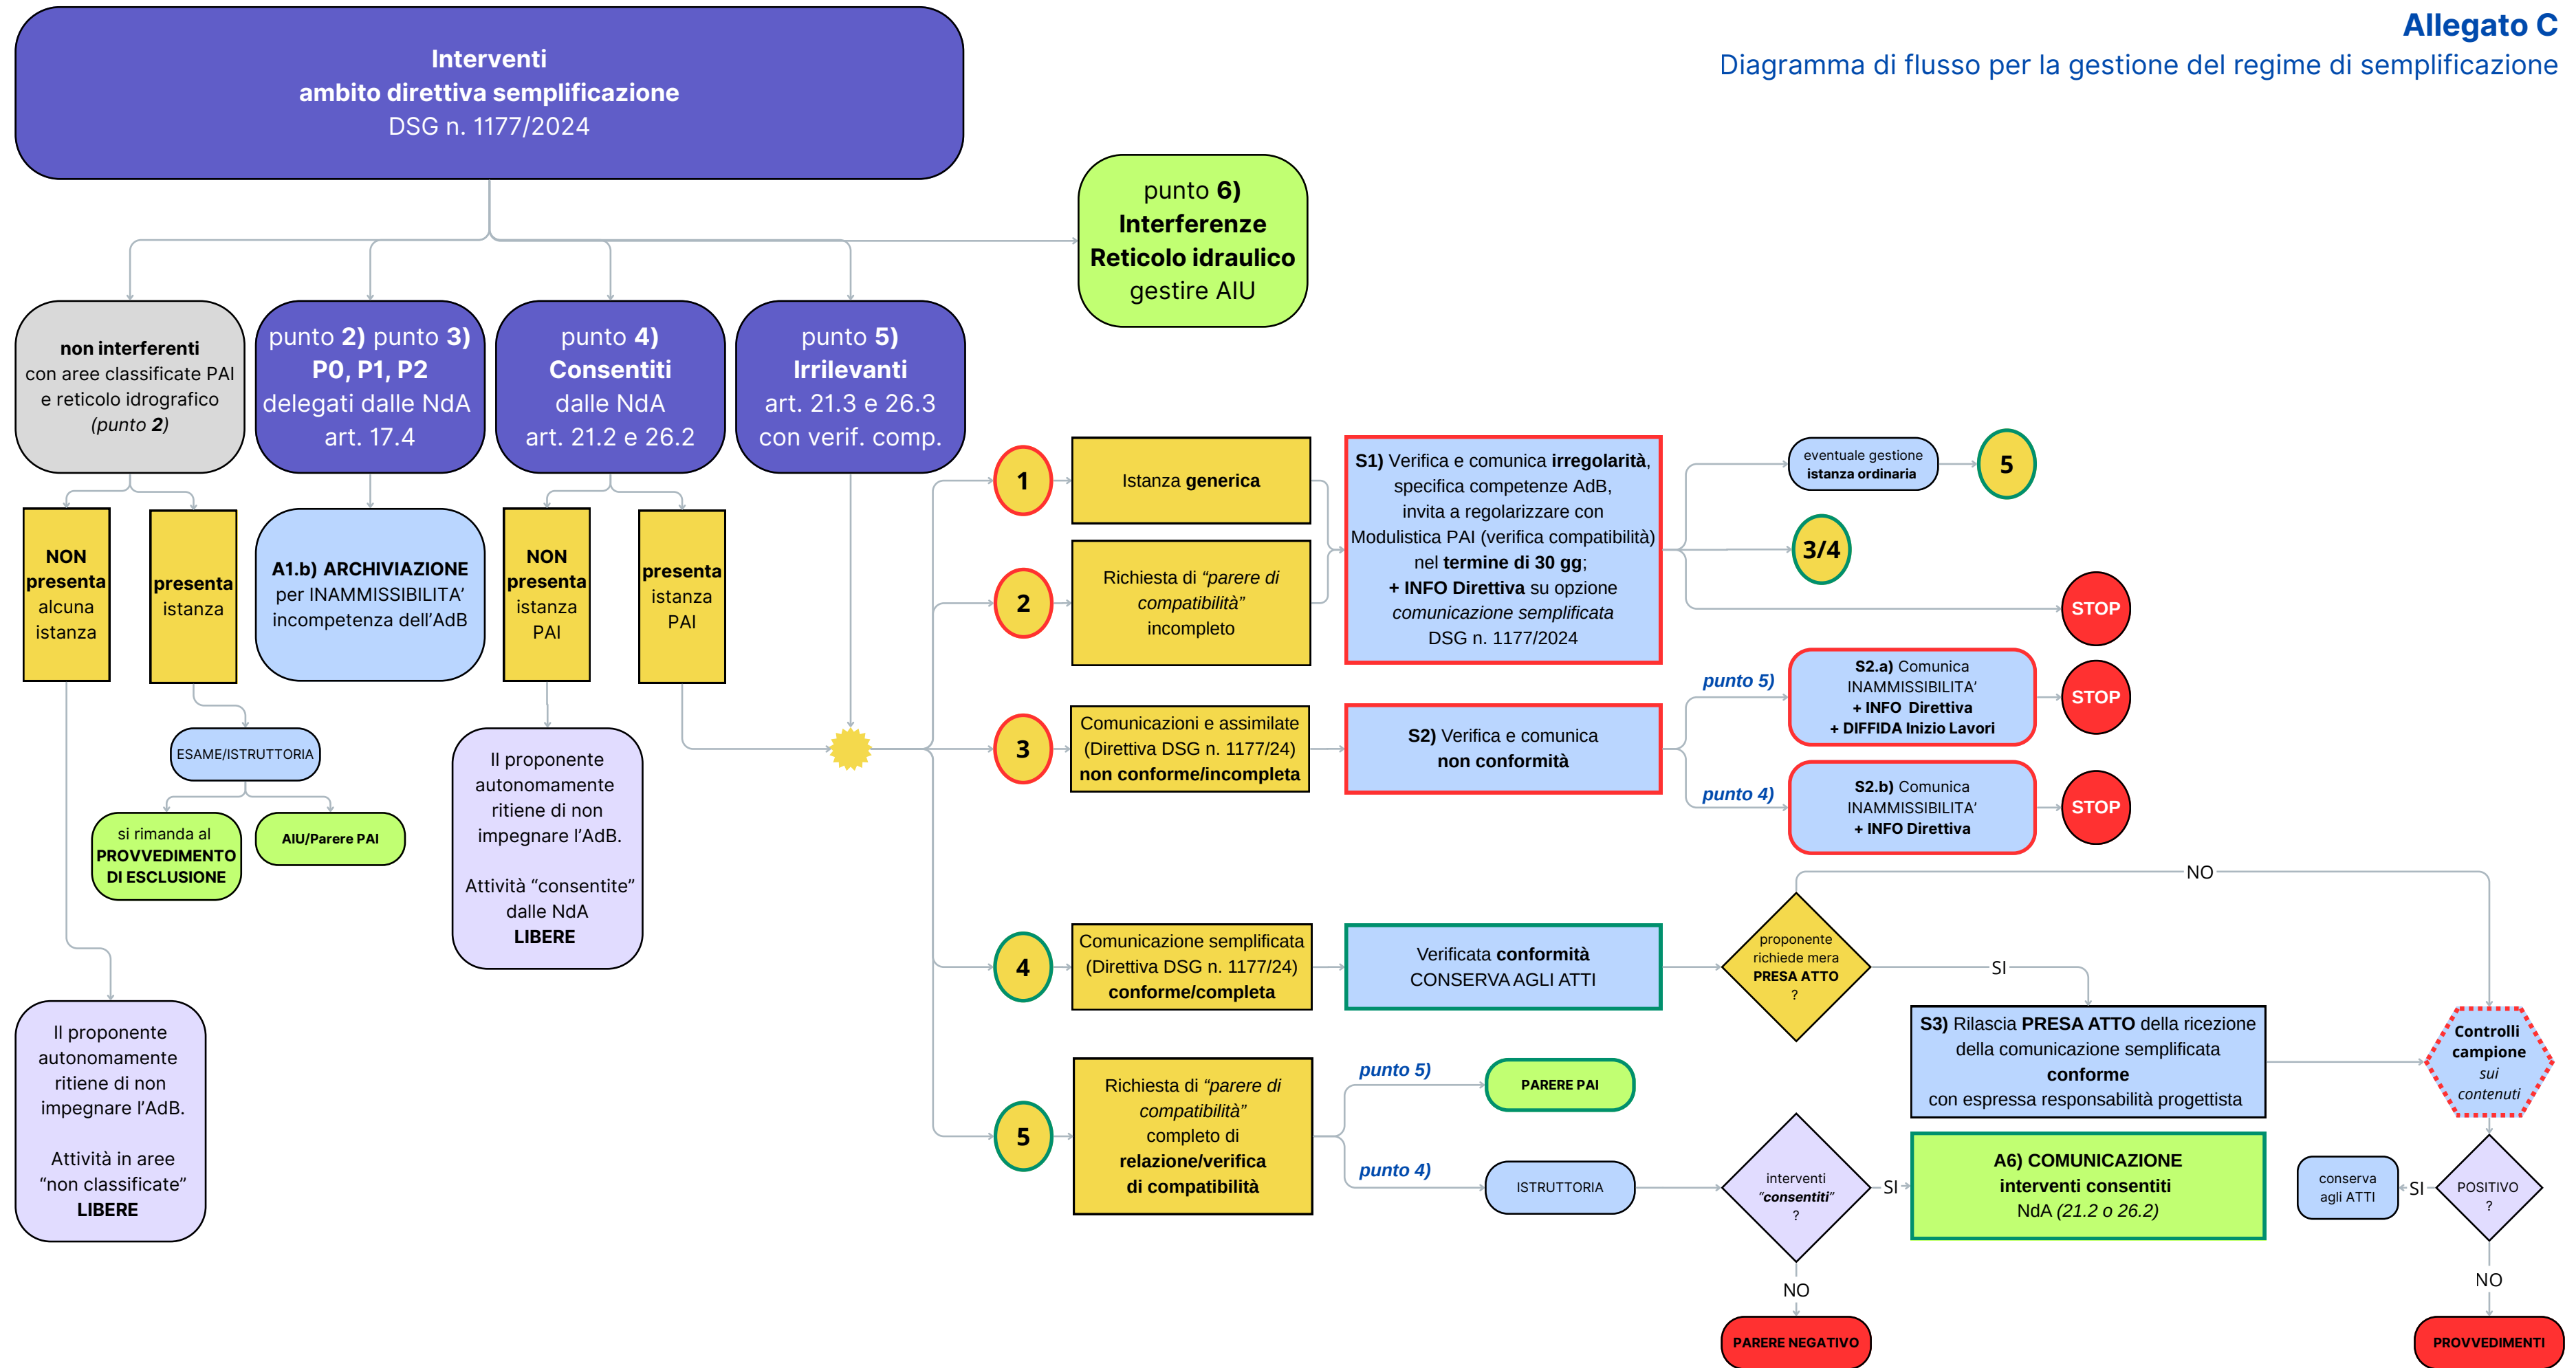 Allegato C
Diagramma di flusso per la gestione del regime di semplificazione
Interventi
ambito direttiva semplificazione
DSG n. 1177/2024
punto 6)
Interferenze
Reticolo idraulico
gestire AIU
non interferenti
con aree classificate PAI
e reticolo idrografico
(punto 2)
punto 2) punto 3)
P0, P1, P2
delegati dalle NdA
art. 17.4
punto 4)
Consentiti
dalle NdA
art. 21.2 e 26.2
punto 5)
Irrilevanti
art. 21.3 e 26.3
con verif. comp.
NON
presenta
alcuna
istanza
presenta
istanza
A1.b) ARCHIVIAZIONE
per INAMMISSIBILITA’
incompetenza dell’AdB
NON
presenta
istanza
PAI
presenta
istanza
PAI
ESAME/ISTRUTTORIA
si rimanda al
PROVVEDIMENTO
DI ESCLUSIONE
AIU/Parere PAI
Il proponente
autonomamente
ritiene di non
impegnare l’AdB.
Attività “consentite”
dalle NdA
LIBERE
Il proponente
autonomamente
ritiene di non
impegnare l’AdB.
Attività in aree
“non classificate”
LIBERE
1
Istanza generica
2
Richiesta di “parere di
compatibilità”
incompleto
S1) Verifica e comunica irregolarità,
specifica competenze AdB,
invita a regolarizzare con
Modulistica PAI (verifica compatibilità)
nel termine di 30 gg;
+ INFO Direttiva su opzione
comunicazione semplificata
DSG n. 1177/2024
eventuale gestione
istanza ordinaria
5
3/4
STOP
3
Comunicazioni e assimilate
(Direttiva DSG n. 1177/24)
non conforme/incompleta
S2) Verifica e comunica
non conformità
punto 5)
S2.a) Comunica
INAMMISSIBILITA’
+ INFO Direttiva
+ DIFFIDA Inizio Lavori
STOP
punto 4)
S2.b) Comunica
INAMMISSIBILITA’
+ INFO Direttiva
STOP
4
Comunicazione semplificata
(Direttiva DSG n. 1177/24)
conforme/completa
Verificata conformità
CONSERVA AGLI ATTI
proponente
richiede mera
PRESA ATTO
?
NO
SI
S3) Rilascia PRESA ATTO della ricezione
della comunicazione semplificata
conforme
con espressa responsabilità progettista
Controlli
campione
sui
contenuti
5
Richiesta di “parere di
compatibilità”
completo di
relazione/verifica
di compatibilità
punto 5)
PARERE PAI
punto 4)
ISTRUTTORIA
interventi
“consentiti”
?
SI
A6) COMUNICAZIONE
interventi consentiti
NdA (21.2 o 26.2)
conserva
agli ATTI
SI
POSITIVO
?
NO
PARERE NEGATIVO
NO
PROVVEDIMENTI